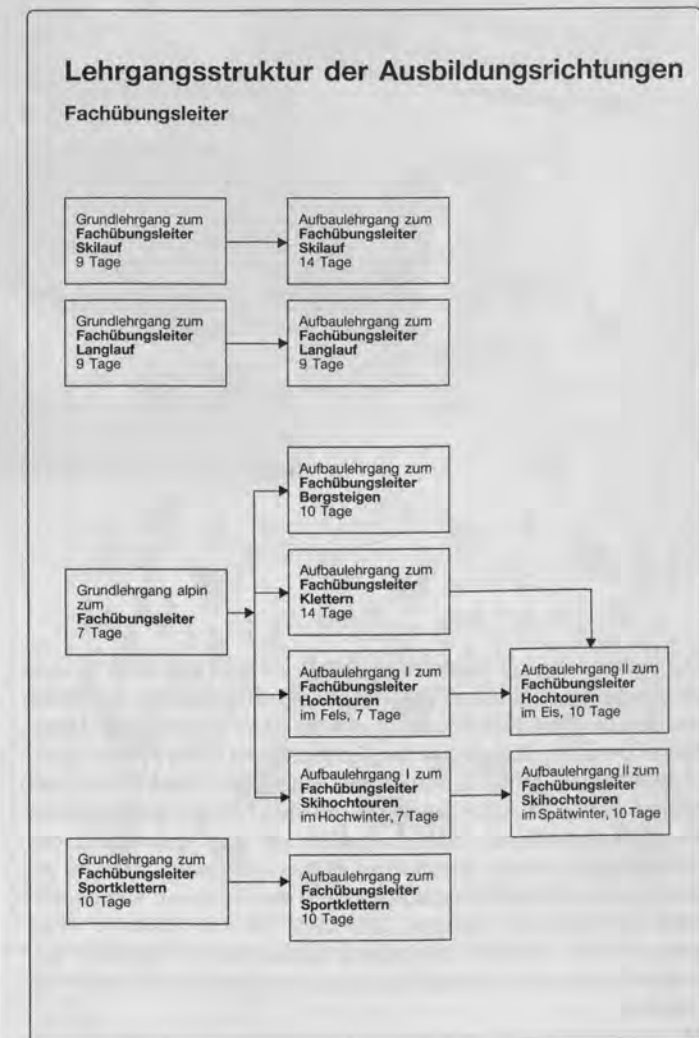 Lehrgangsstruktur der Ausbildungsrichtungen
Fachübungsleiter
Grundlehrgang zum
Fachübungsleiter
Skilauf
9 Tage
Aufbaulehrgang zum
Fachübungsleiter
Skilauf
14 Tage
Grundlehrgang zum
Fachübungsleiter
Langlauf
9 Tage
Aufbaulehrgang zum
Fachübungsleiter
Langlauf
9 Tage
Aufbaulehrgang zum
Fachübungsleiter
Bergsteigen
10 Tage
Grundlehrgang alpin
zum
Fachübungsleiter
7 Tage
Aufbaulehrgang zum
Fachübungsleiter
Klettern
14 Tage
Aufbaulehrgang I zum
Fachübungsleiter
Hochtouren
im Fels, 7 Tage
Aufbaulehrgang II zum
Fachübungsleiter
Hochtouren
im Eis, 10 Tage
Aufbaulehrgang I zum
Fachübungsleiter
Skihochtouren
im Hochwinter, 7 Tage
Aufbaulehrgang II zum
Fachübungsleiter
Skihochtouren
im Spätwinter, 10 Tage
Grundlehrgang zum
Fachübungsleiter
Sportklettern
10 Tage
Aufbaulehrgang zum
Fachübungsleiter
Sportklettern
10 Tage